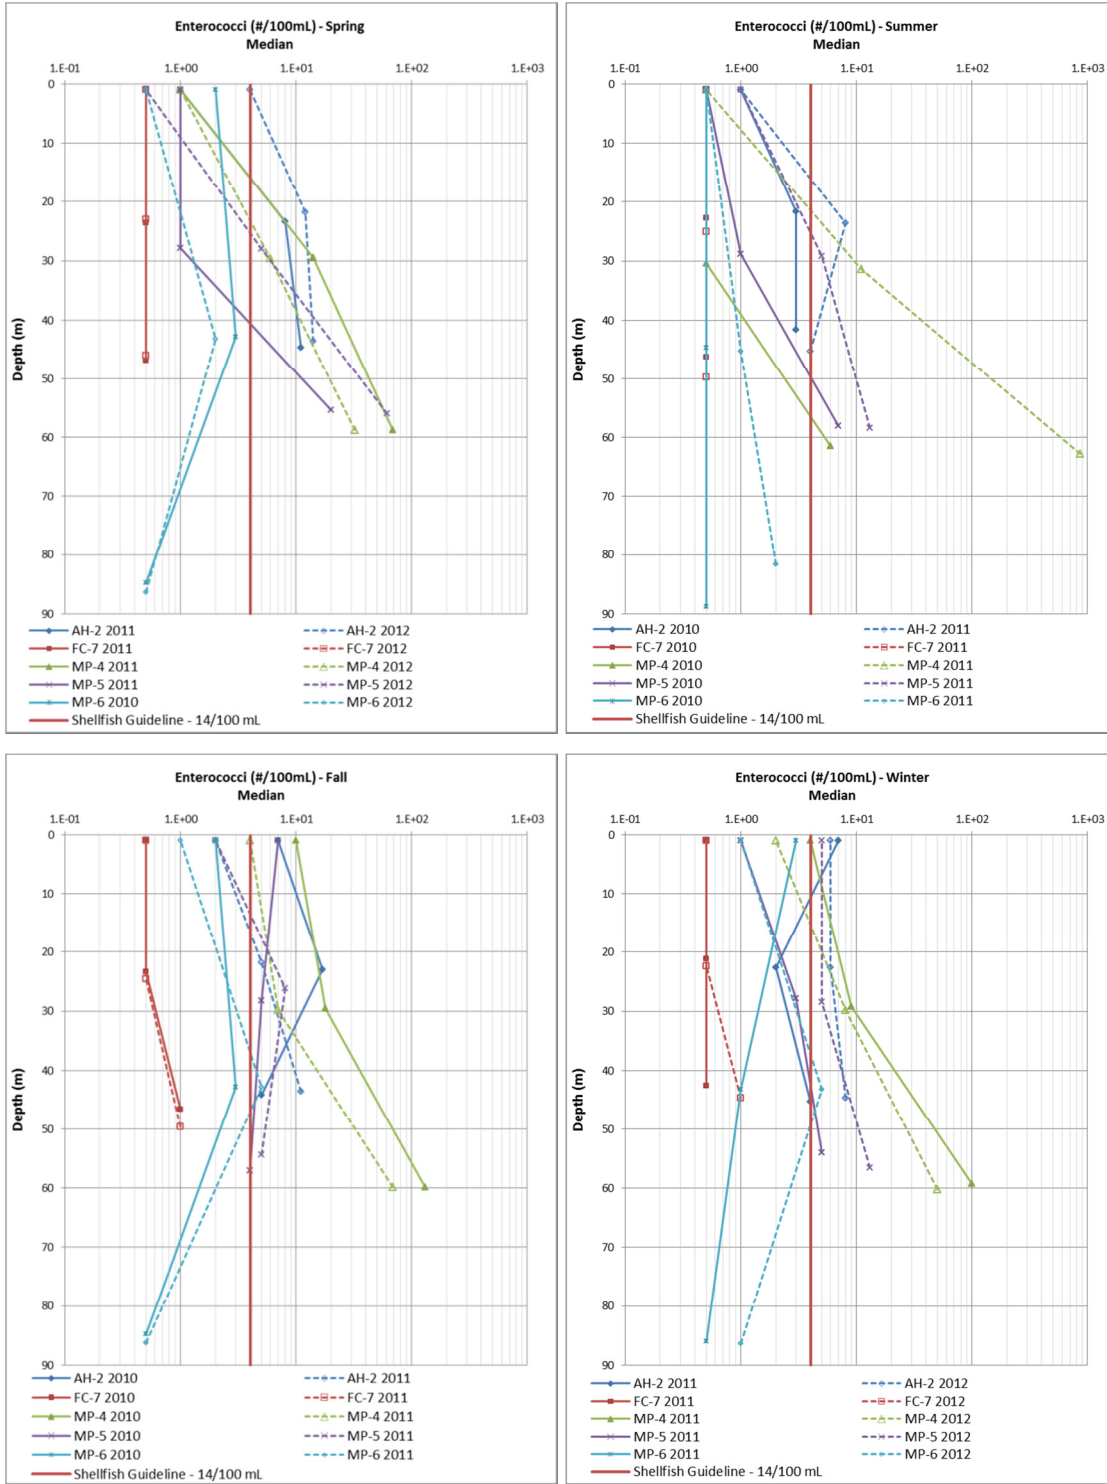 Enterococci (#/100mL) - Spring
Median
1.E-01 1.E+00 1.E+01 1.E+02 1.E+03
0
10
20
30
40
50
60
70
80
90
Depth (m)
AH-2 2011 AH-2 2012
FC-7 2011 FC-7 2012
MP-4 2011 MP-4 2012
MP-5 2011 MP-5 2012
MP-6 2010 MP-6 2012
Shellfish Guideline - 14/100 mL
Enterococci (#/100mL) - Summer
Median
1.E-01 1.E+00 1.E+01 1.E+02 1.E+03
0
10
20
30
40
50
60
70
80
90
Depth (m)
AH-2 2010 AH-2 2011
FC-7 2010 FC-7 2011
MP-4 2010 MP-4 2011
MP-5 2010 MP-5 2011
MP-6 2010 MP-6 2011
Shellfish Guideline - 14/100 mL
Enterococci (#/100mL) - Fall
Median
1.E-01 1.E+00 1.E+01 1.E+02 1.E+03
0
10
20
30
40
50
60
70
80
90
Depth (m)
AH-2 2010 AH-2 2011
FC-7 2010 FC-7 2011
MP-4 2010 MP-4 2011
MP-5 2010 MP-5 2011
MP-6 2010 MP-6 2011
Shellfish Guideline - 14/100 mL
Enterococci (#/100mL) - Winter
Median
1.E-01 1.E+00 1.E+01 1.E+02 1.E+03
0
10
20
30
40
50
60
70
80
90
Depth (m)
AH-2 2011 AH-2 2012
FC-7 2011 FC-7 2012
MP-4 2011 MP-4 2012
MP-5 2011 MP-5 2012
MP-6 2011 MP-6 2012
Shellfish Guideline - 14/100 mL